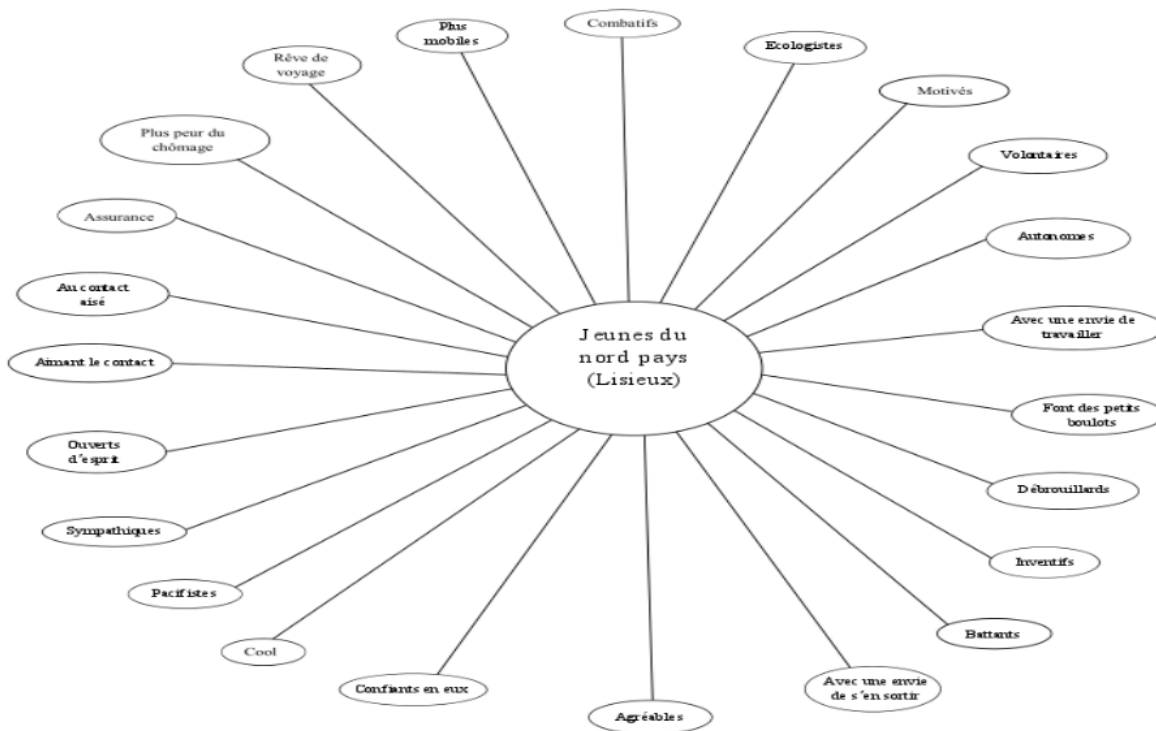 Jeunes du
nord pays
(Lisieux)
Combatifs
Ecologistes
Motivés
Volontaires
Autonomes
Avec une envie de
travailler
Font des petits
boulots
Débrouillards
Inventifs
Battants
Avec une envie
de s'en sortir
Agréables
Confiants en eux
Cool
Pacifistes
Sympathiques
Ouverts
d'esprit
Aimant le contact
Au contact
aisé
Assurance
Plus peur du
chômage
Rêve de
voyage
Plus
mobiles